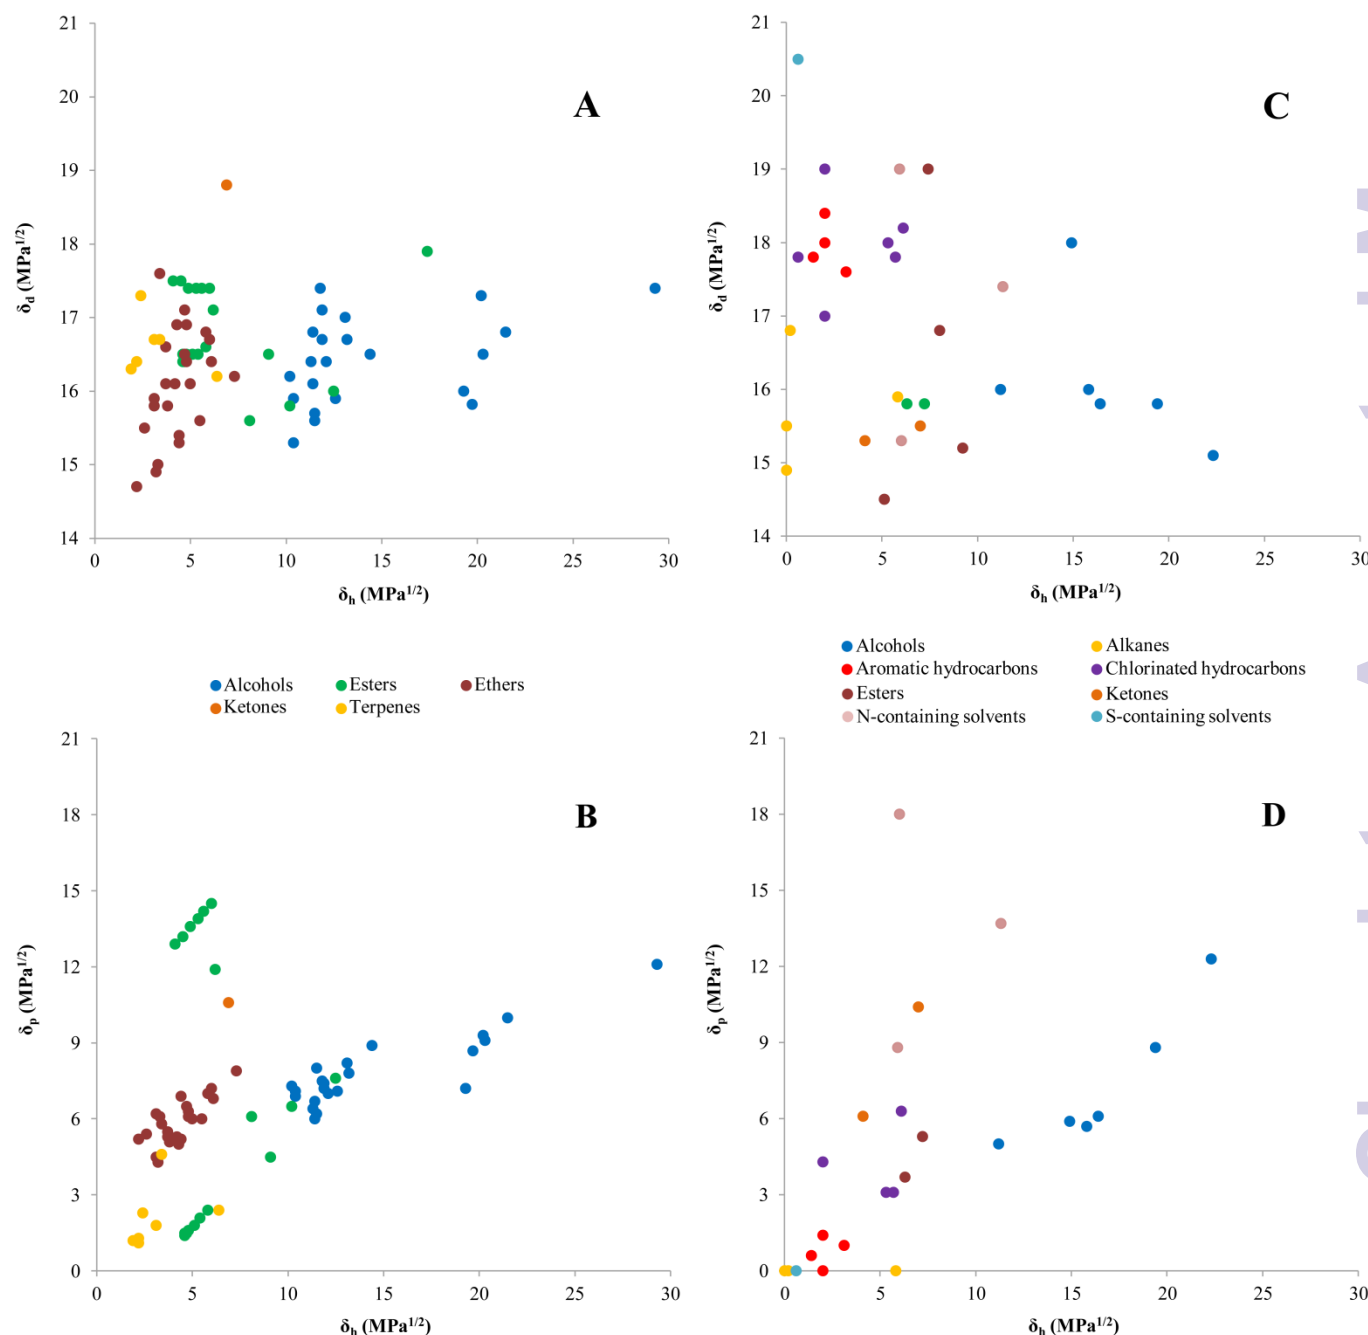 A
δd (MPa1/2)
21
20
19
18
17
16
15
14
0 5 10 15 20 25 30
δh (MPa1/2)
C
δd (MPa1/2)
21
20
19
18
17
16
15
14
0 5 10 15 20 25 30
δh (MPa1/2)
Alcohols Esters Ethers
Ketones Terpenes
Alcohols Alkanes
Aromatic hydrocarbons Chlorinated hydrocarbons
Esters Ketones
N-containing solvents S-containing solvents
B
δp (MPa1/2)
21
18
15
12
9
6
3
0
0 5 10 15 20 25 30
δh (MPa1/2)
D
δp (MPa1/2)
21
18
15
12
9
6
3
0
0 5 10 15 20 25 30
δh (MPa1/2)